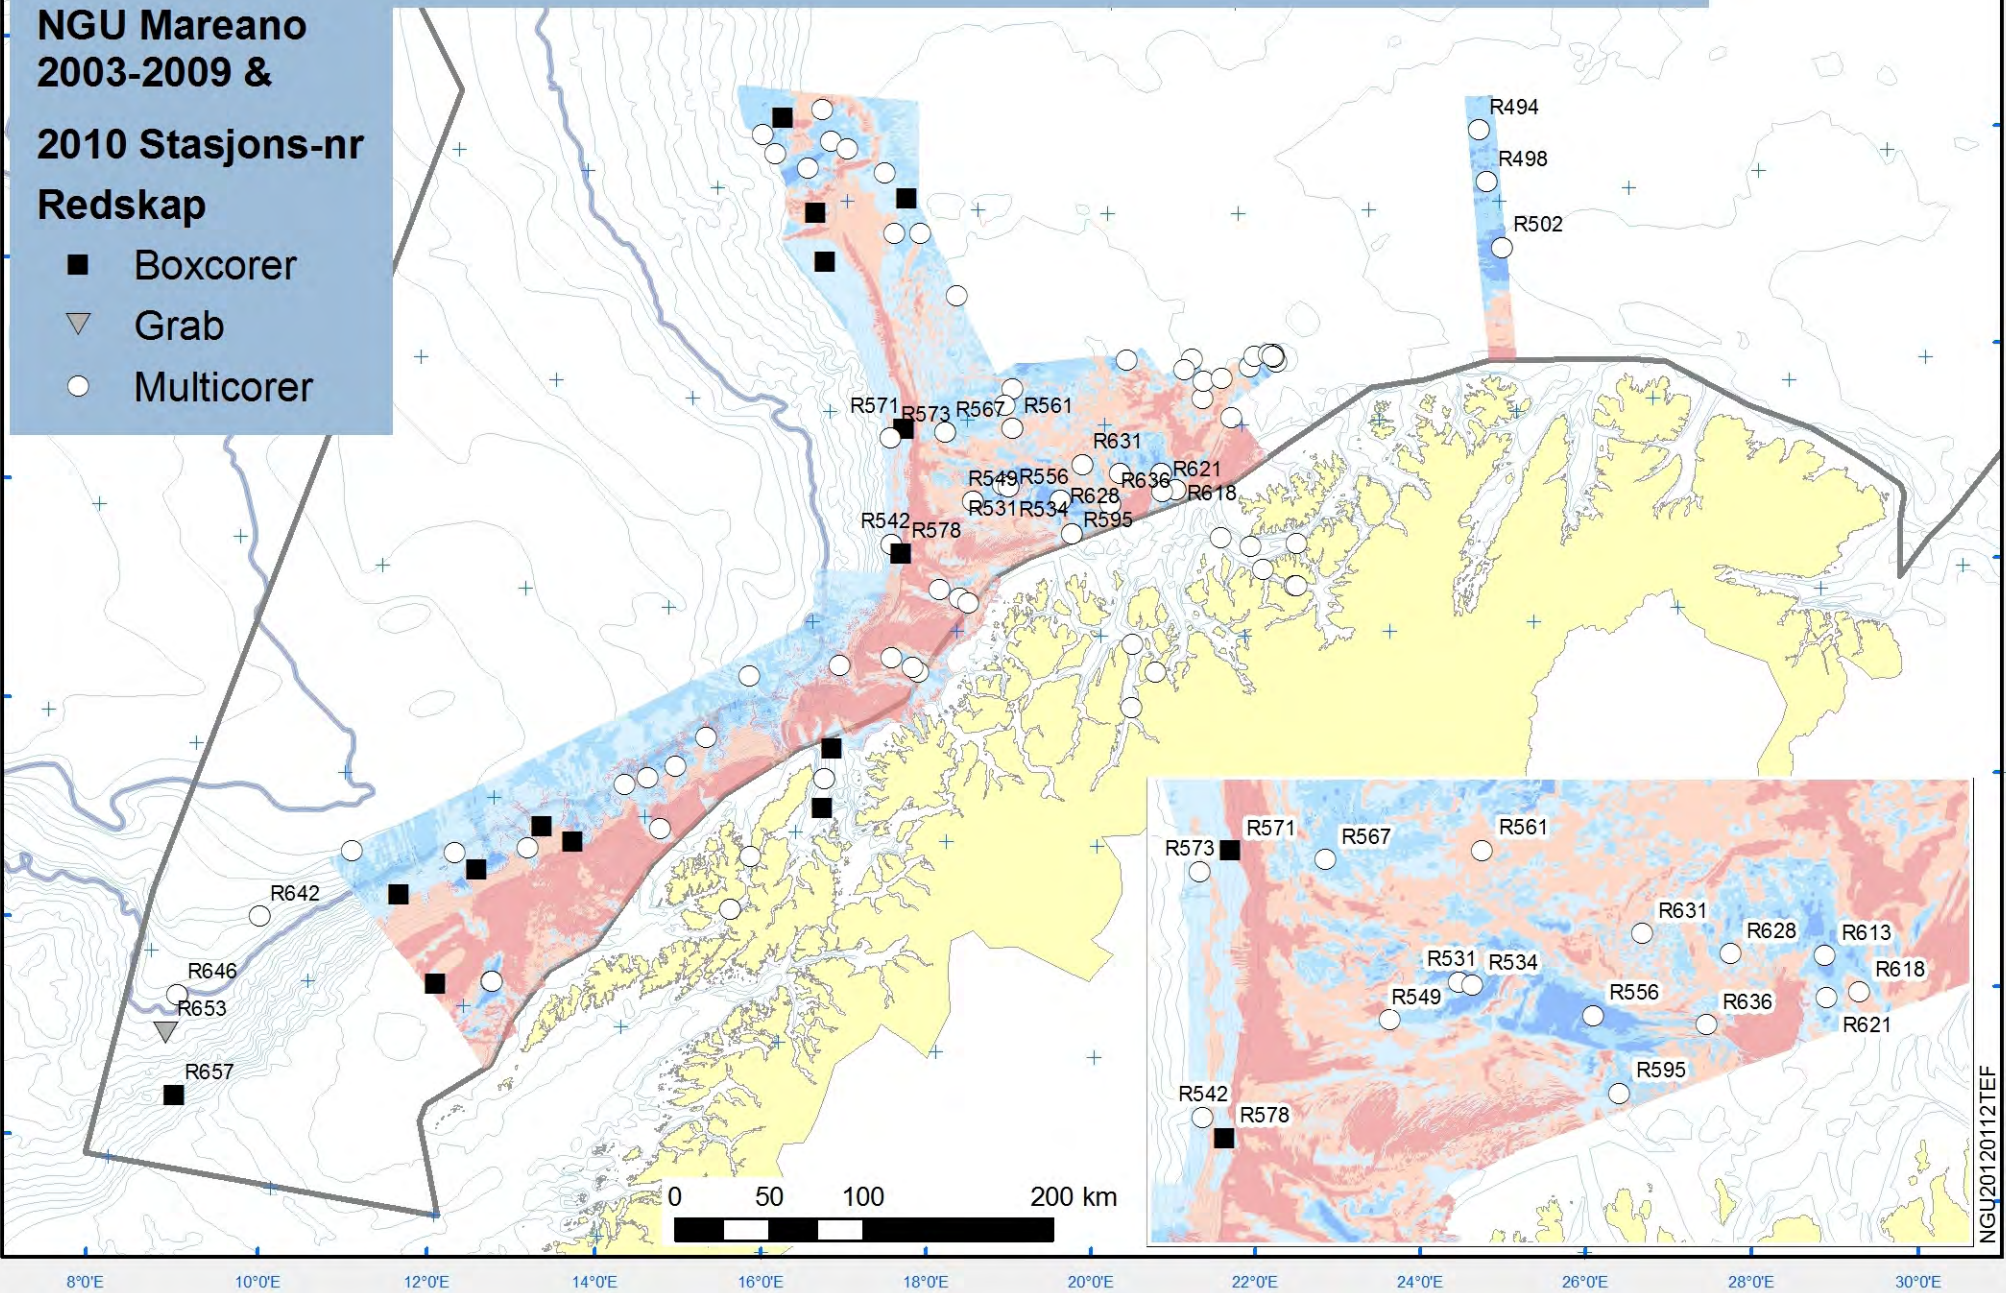 NGU Mareano
2003-2009 &
2010 Stasjons-nr
Redskap
Boxcorer
Grab
Multicorer
R494
R498
R502
R571
R573
R567
R561
R631
R549
R556
R636
R621
R531
R534
R628
R618
R542
R578
R595
R642
R646
R653
R657
0 50 100 200 km
R571
R573
R567
R561
R631
R628
R613
R531
R534
R618
R549
R556
R636
R621
R595
R542
R578
NGU20120112TEF
8°0'E 10°0'E 12°0'E 14°0'E 16°0'E 18°0'E 20°0'E 22°0'E 24°0'E 26°0'E 28°0'E 30°0'E